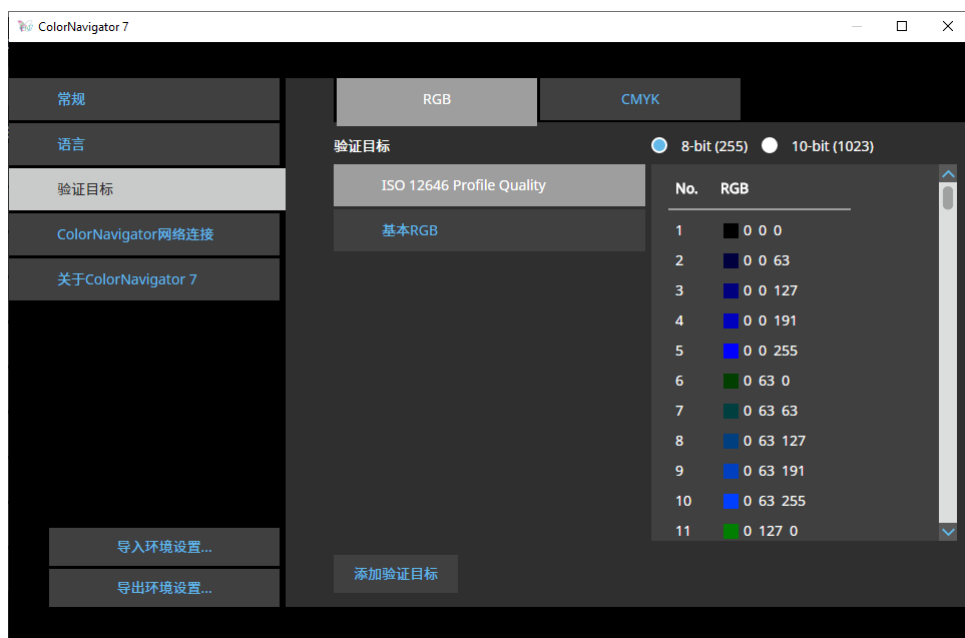 ColorNavigator 7
常规
语言
验证目标
ColorNavigator网络连接
关于ColorNavigator 7
导入环境设置...
导出环境设置...
RGB
CMYK
验证目标
8-bit (255) 10-bit (1023)
ISO 12646 Profile Quality
基本RGB
添加验证目标
No. RGB
1 0 0 0
2 0 0 63
3 0 0 127
4 0 0 191
5 0 0 255
6 0 63 0
7 0 63 63
8 0 63 127
9 0 63 191
10 0 63 255
11 0 127 0